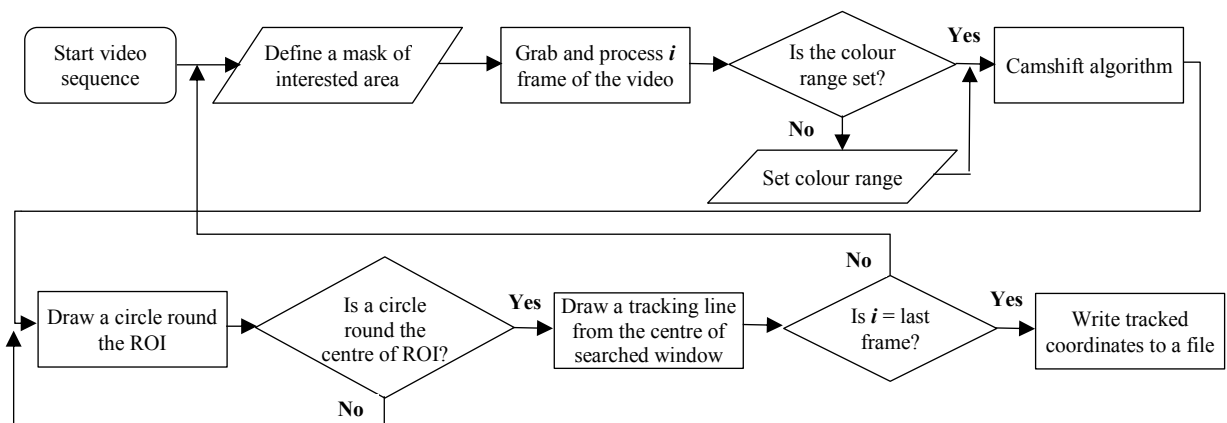 Start video
sequence
Define a mask of
interested area
Grab and process i
frame of the video
Is the colour
range set?
Yes
Camshift algorithm
No
Set colour range
Draw a circle round
the ROI
Is a circle
round the
centre of ROI?
Yes
No
Draw a tracking line
from the centre of
searched window
No
Is i = last
frame?
Yes
Write tracked
coordinates to a file